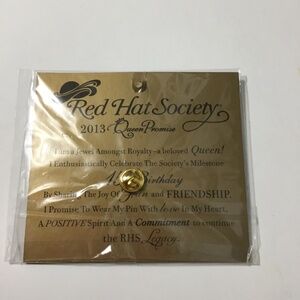 Red Hat Society
2013 Queen Promise
I am a Jewel Amongst Royalty-a beloved Queen!
I Enthusiastically Celebrate The Society's Milestone
15 Birthday
By Sharing The Joy Of and FRIENDSHIP.
I Promise To Wear My Pin With love In My Heart,
A POSITIVE Spirit And A Commitment to continue
the RHS, Legacy.